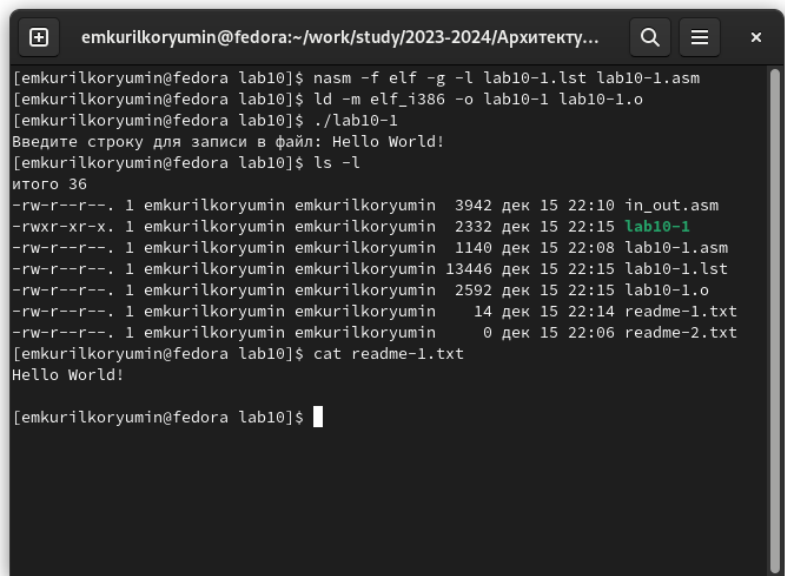 emkurilkoryumin@fedora:~/work/study/2023-2024/Архитекту...
[emkurilkoryumin@fedora lab10]$ nasm -f elf -g -l lab10-1.lst lab10-1.asm
[emkurilkoryumin@fedora lab10]$ ld -m elf_i386 -o lab10-1 lab10-1.o
[emkurilkoryumin@fedora lab10]$ ./lab10-1
Введите строку для записи в файл: Hello World!
[emkurilkoryumin@fedora lab10]$ ls -l
итого 36
-rw-r--r--. 1 emkurilkoryumin emkurilkoryumin  3942 дек 15 22:10 in_out.asm
-rwxr-xr-x. 1 emkurilkoryumin emkurilkoryumin  2332 дек 15 22:15 lab10-1
-rw-r--r--. 1 emkurilkoryumin emkurilkoryumin  1140 дек 15 22:08 lab10-1.asm
-rw-r--r--. 1 emkurilkoryumin emkurilkoryumin 13446 дек 15 22:15 lab10-1.lst
-rw-r--r--. 1 emkurilkoryumin emkurilkoryumin  2592 дек 15 22:15 lab10-1.o
-rw-r--r--. 1 emkurilkoryumin emkurilkoryumin    14 дек 15 22:14 readme-1.txt
-rw-r--r--. 1 emkurilkoryumin emkurilkoryumin     0 дек 15 22:06 readme-2.txt
[emkurilkoryumin@fedora lab10]$ cat readme-1.txt
Hello World!
[emkurilkoryumin@fedora lab10]$